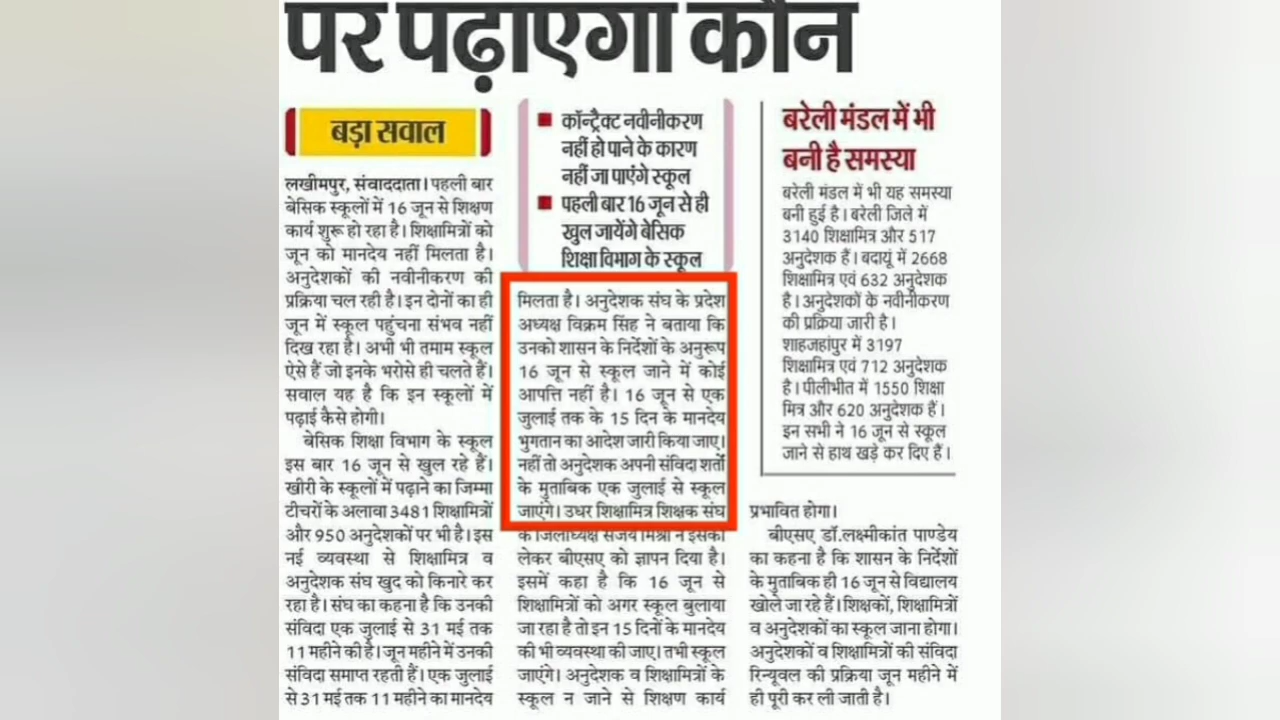 पर पढ़ाएगा कौन
बड़ा सवाल
लखीमपुर, संवाददाता। पहली बार
बेसिक स्कूलों में 16 जून से शिक्षण
कार्य शुरू हो रहा है। शिक्षामित्रों को
जून को मानदेय नहीं मिलता है।
अनुदेशकों की नवीनीकरण की
प्रक्रिया चल रही है। इन दोनों का ही
जून में स्कूल पहुंचना संभव नहीं
दिख रहा है। अभी भी तमाम स्कूल
ऐसे हैं जो इनके भरोसे ही चलते हैं।
सवाल यह है कि इन स्कूलों में
पढ़ाई कैसे होगी।
बेसिक शिक्षा विभाग के स्कूल
इस बार 16 जून से खुल रहे हैं।
खीरी के स्कूलों में पढ़ाने का जिम्मा
टीचरों के अलावा 3481 शिक्षामित्रों
और 950 अनुदेशकों पर भी है। इस
नई व्यवस्था से शिक्षामित्र व
अनुदेशक संघ खुद को किनारे कर
रहा है। संघ का कहना है कि उनकी
संविदा एक जुलाई से 31 मई तक
11 महीने की है। जून महीने में उनकी
संविदा समाप्त रहती हैं। एक जुलाई
से 31 मई तक 11 महीने का मानदेय
■ कॉन्ट्रैक्ट नवीनीकरण
नहीं हो पाने के कारण
नहीं जा पाएंगे स्कूल
■ पहली बार 16 जून से ही
खुल जायेंगे बेसिक
शिक्षा विभाग के स्कूल
मिलता है। अनुदेशक संघ के प्रदेश
अध्यक्ष विक्रम सिंह ने बताया कि
उनको शासन के निर्देशों के अनुरूप
16 जून से स्कूल जाने में कोई
आपत्ति नहीं है। 16 जून से एक
जुलाई तक के 15 दिन के मानदेय
भुगतान का आदेश जारी किया जाए।
नहीं तो अनुदेशक अपनी संविदा शर्तों
के मुताबिक एक जुलाई से स्कूल
जाएंगे। उधर शिक्षामित्र शिक्षक संघ
के जिलाध्यक्ष संजय मिश्रा ने इसको
लेकर बीएसए को ज्ञापन दिया है।
इसमें कहा है कि 16 जून से
शिक्षामित्रों को अगर स्कूल बुलाया
जा रहा है तो इन 15 दिनों के मानदेय
की भी व्यवस्था की जाए। तभी स्कूल
जाएंगे। अनुदेशक व शिक्षामित्रों के
स्कूल न जाने से शिक्षण कार्य
बरेली मंडल में भी
बनी है समस्या
बरेली मंडल में भी यह समस्या
बनी हुई है। बरेली जिले में
3140 शिक्षामित्र और 517
अनुदेशक हैं। बदायूं में 2668
शिक्षामित्र एवं 632 अनुदेशक
है। अनुदेशकों के नवीनीकरण
की प्रक्रिया जारी है।
शाहजहांपुर में 3197
शिक्षामित्र एवं 712 अनुदेशक
है। पीलीभीत में 1550 शिक्षा
मित्र और 620 अनुदेशक हैं।
इन सभी ने 16 जून से स्कूल
जाने से हाथ खड़े कर दिए हैं।
प्रभावित होगा।
बीएसए डॉ.लक्ष्मीकांत पाण्डेय
का कहना है कि शासन के निर्देशों
के मुताबिक ही 16 जून से विद्यालय
खोले जा रहे हैं। शिक्षकों, शिक्षामित्रों
व अनुदेशकों का स्कूल जाना होगा।
अनुदेशकों व शिक्षामित्रों की संविदा
रिन्यूवल की प्रक्रिया जून महीने में
ही पूरी कर ली जाती है।